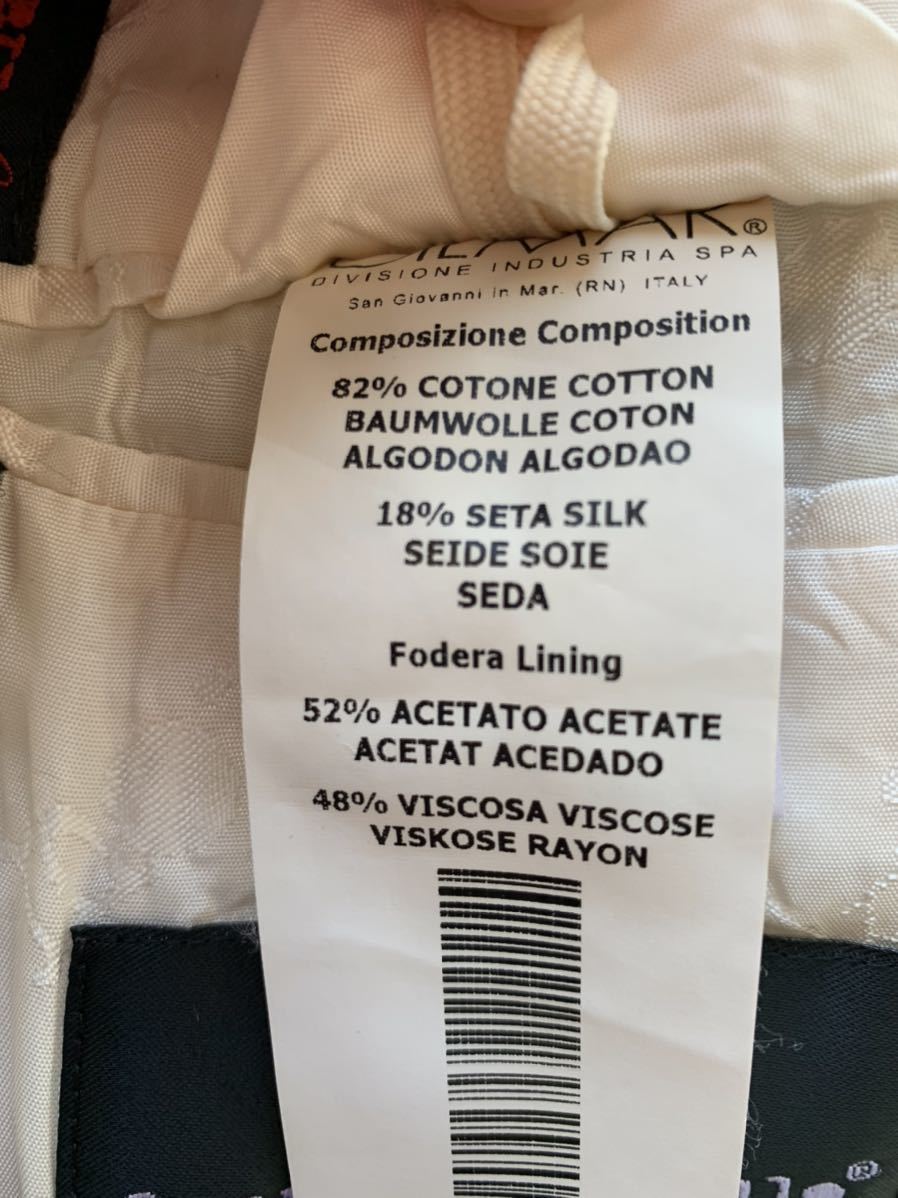 DIVISIONE INDUSTRIA SPA
San Giovanni in Mar. (RN) ITALY
Composizione Composition
82% COTONE COTTON
BAUMWOLLE COTON
ALGODON ALGODAO
18% SETA SILK
SEIDE SOIE
SEDA
Fodera Lining
52% ACETATO ACETATE
ACETAT ACEDADO
48% VISCOSA VISCOSE
VISKOSE RAYON